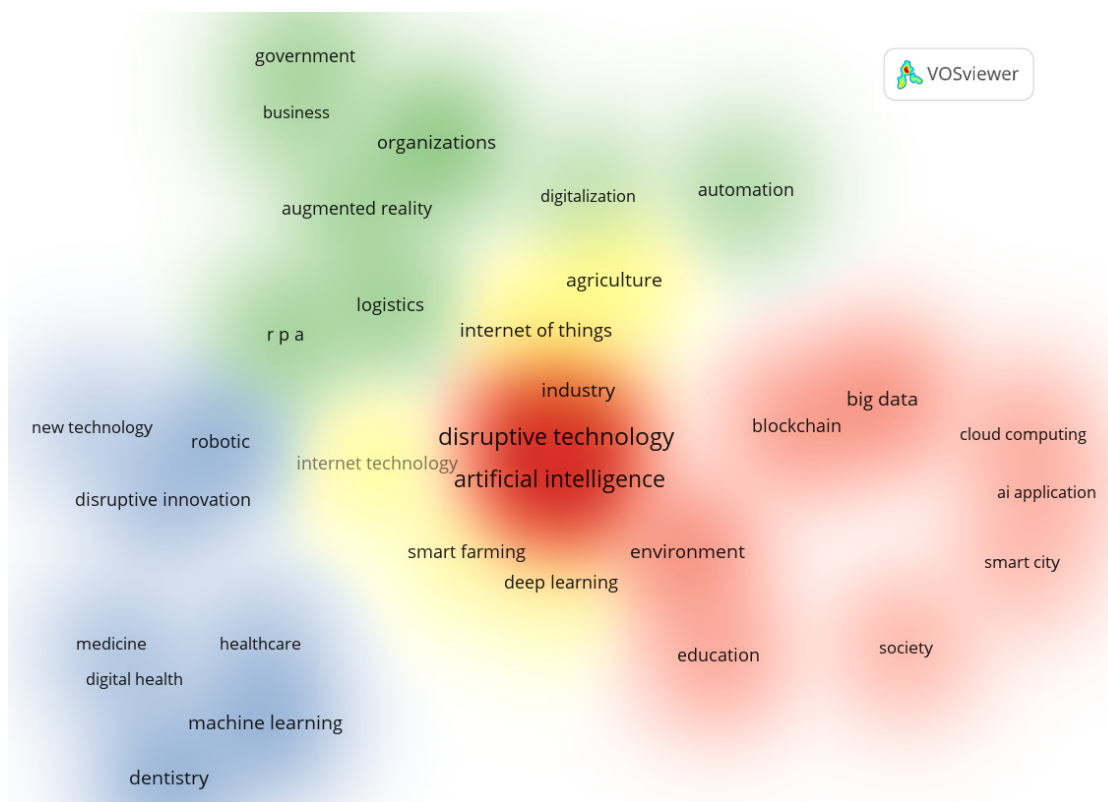 government
VOSviewer
business
organizations
digitalization
automation
augmented reality
agriculture
logistics
internet of things
r p a
industry
big data
new technology
robotic
disruptive technology
blockchain
cloud computing
internet technology
artificial intelligence
ai application
disruptive innovation
smart farming
environment
smart city
deep learning
medicine
healthcare
education
society
digital health
machine learning
dentistry